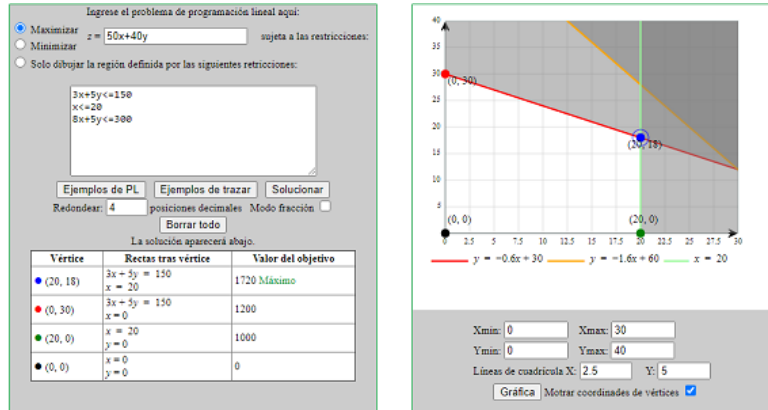 Ingrese el problema de programación lineal aqui:
Maximizar
Minimizar
z = 50x+40y sujeta a las restricciones:
Solo dibujar la región definida por las siguientes retricciones:
3x+5y<=150
x<=20
8x+5y<=300
Ejemplos de PL Ejemplos de trazar Solucionar
Redondear: 4 posiciones decimales Modo fracción
Borrar todo
La solución aparecerá abajo.
Vértice Rectas tras vértice Valor del objetivo
(20, 18) 3x + 5y = 150 1720 Máximo
x = 20
(0, 30) 3x + 5y = 150 1200
x = 0
(20, 0) x = 20 1000
y = 0
(0, 0) x = 0 0
y = 0
40
35
30
25
20
15
10
5
(0, 30)
(20, 18)
(0, 0) (20, 0)
0 2.5 5 7.5 10 12.5 15 17.5 20 22.5 25 27.5 30
y = −0.6x + 30 y = −1.6x + 60 x = 20
Xmin: 0 Xmax: 30
Ymin: 0 Ymax: 40
Líneas de cuadrícula X: 2.5 Y: 5
Gráfica Motrar coordinades de vértices